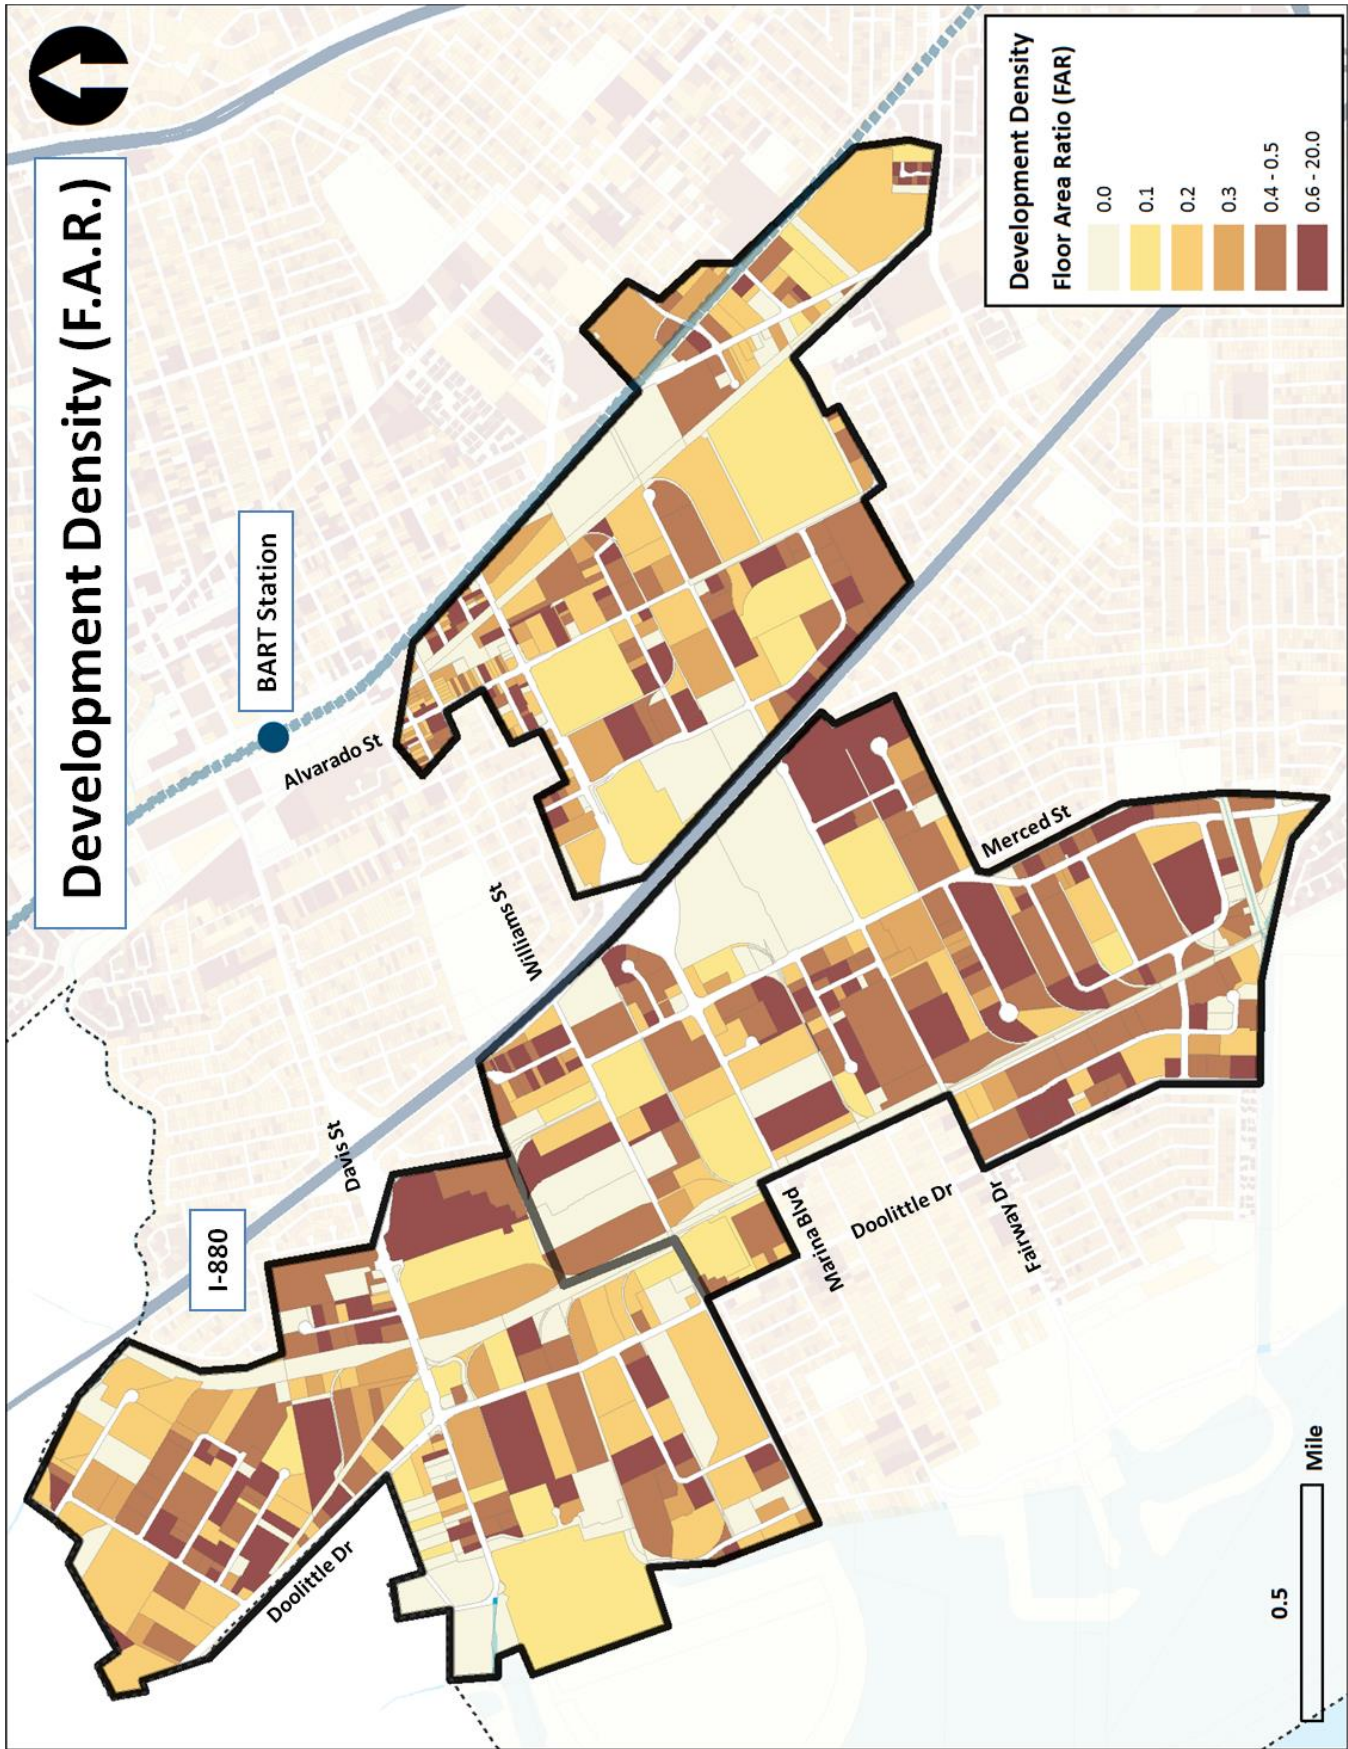 Development Density (F.A.R.)
BART Station
I-880
Alvarado St
Williams St
Davis St
Merced St
Doolittle Dr
Marina Blvd
Doolittle Dr
Fairway Dr
0.5
Mile
Development Density
Floor Area Ratio (FAR)
0.0
0.1
0.2
0.3
0.4 - 0.5
0.6 - 20.0